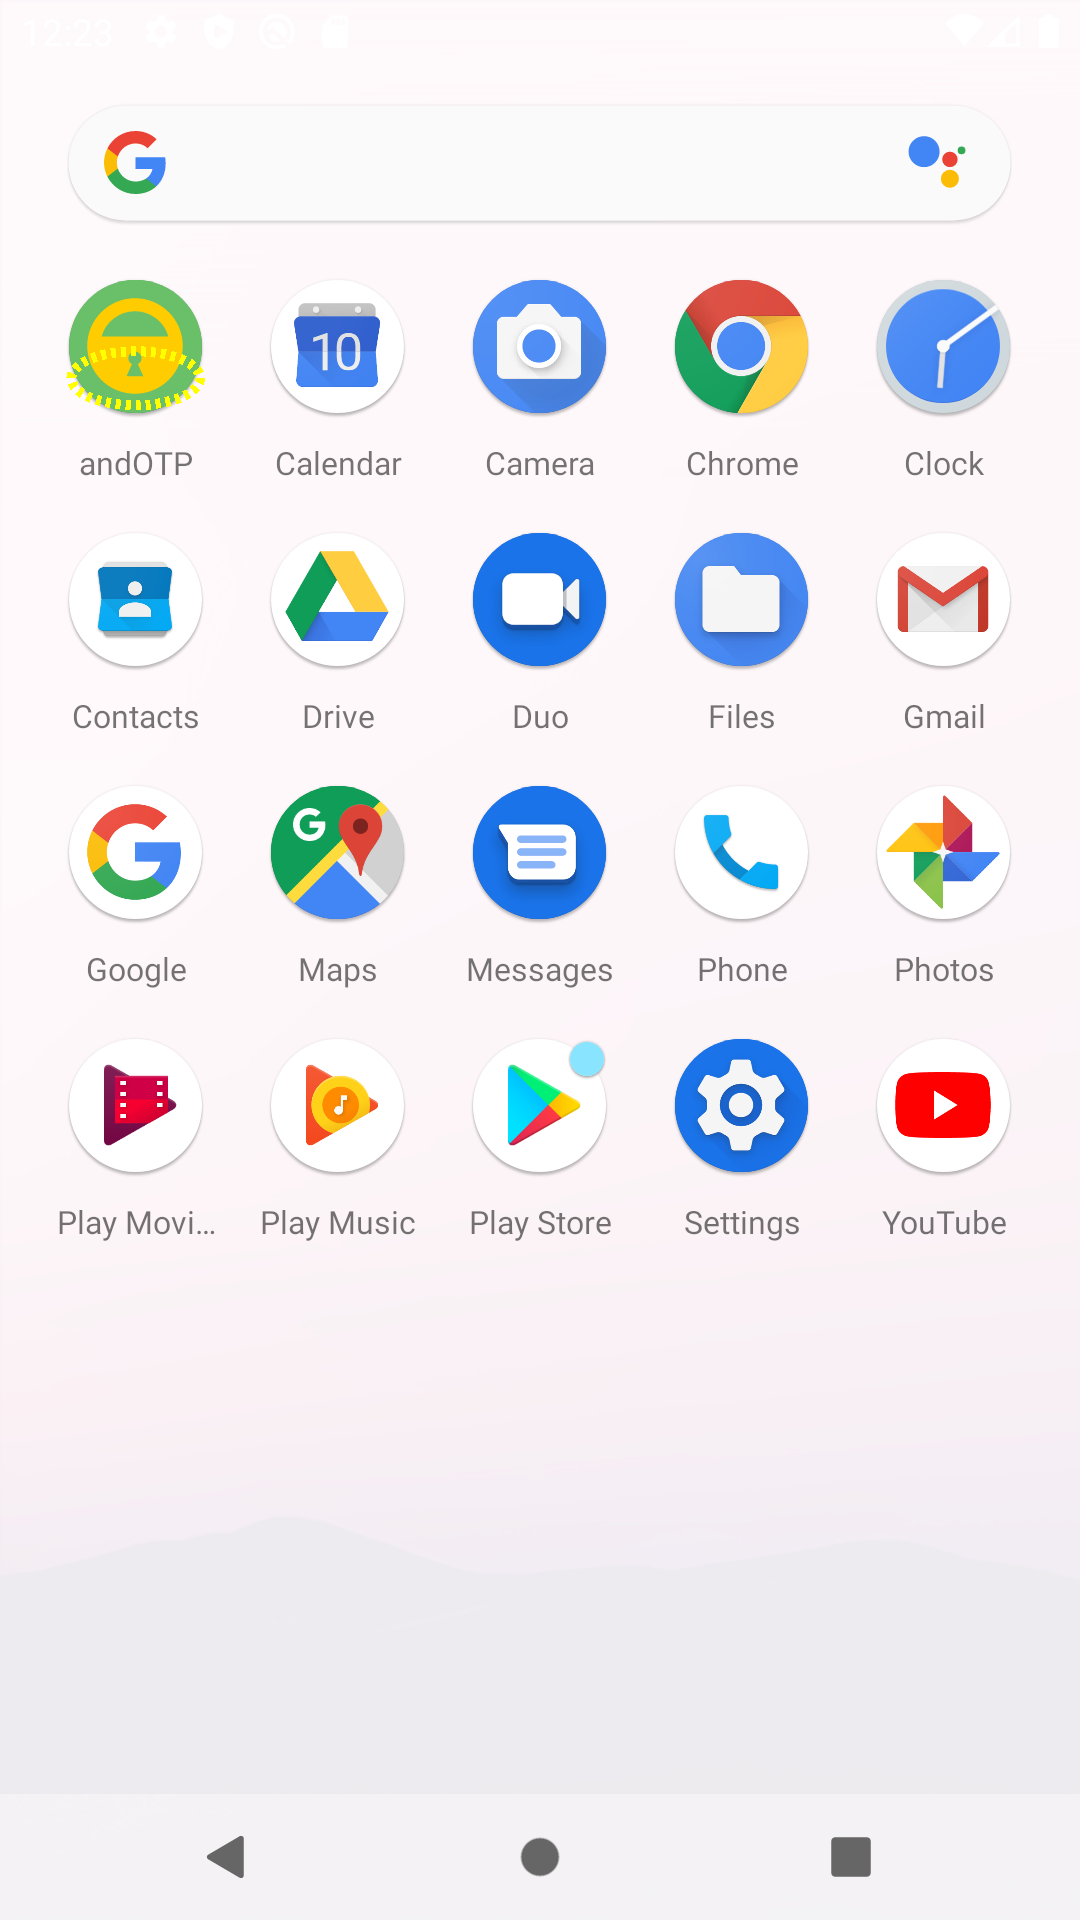 12:23
andOTP
10
Calendar
Camera
Chrome
Clock
Contacts
Drive
Duo
Files
Gmail
Google
Maps
Messages
Phone
Photos
Play Movi...
Play Music
Play Store
Settings
YouTube